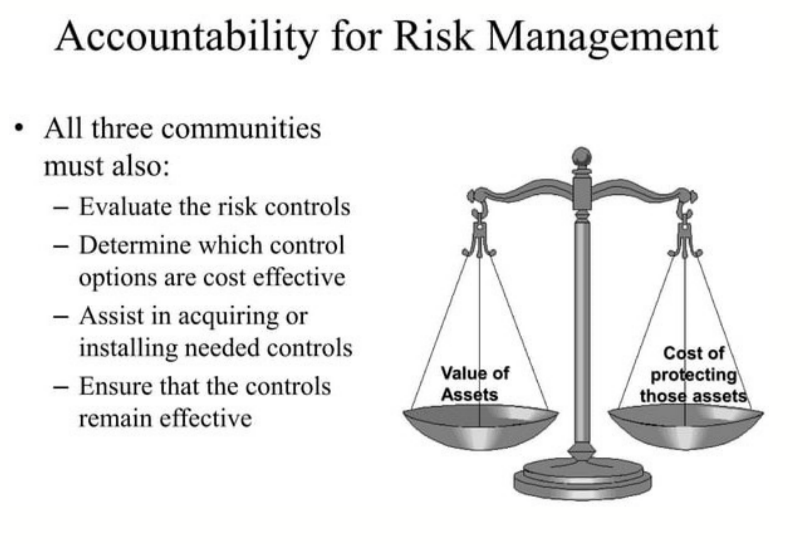 Accountability for Risk Management
• All three communities
must also:
– Evaluate the risk controls
– Determine which control
options are cost effective
– Assist in acquiring or
installing needed controls
– Ensure that the controls
remain effective
Value of
Assets
Cost of
protecting
those assets